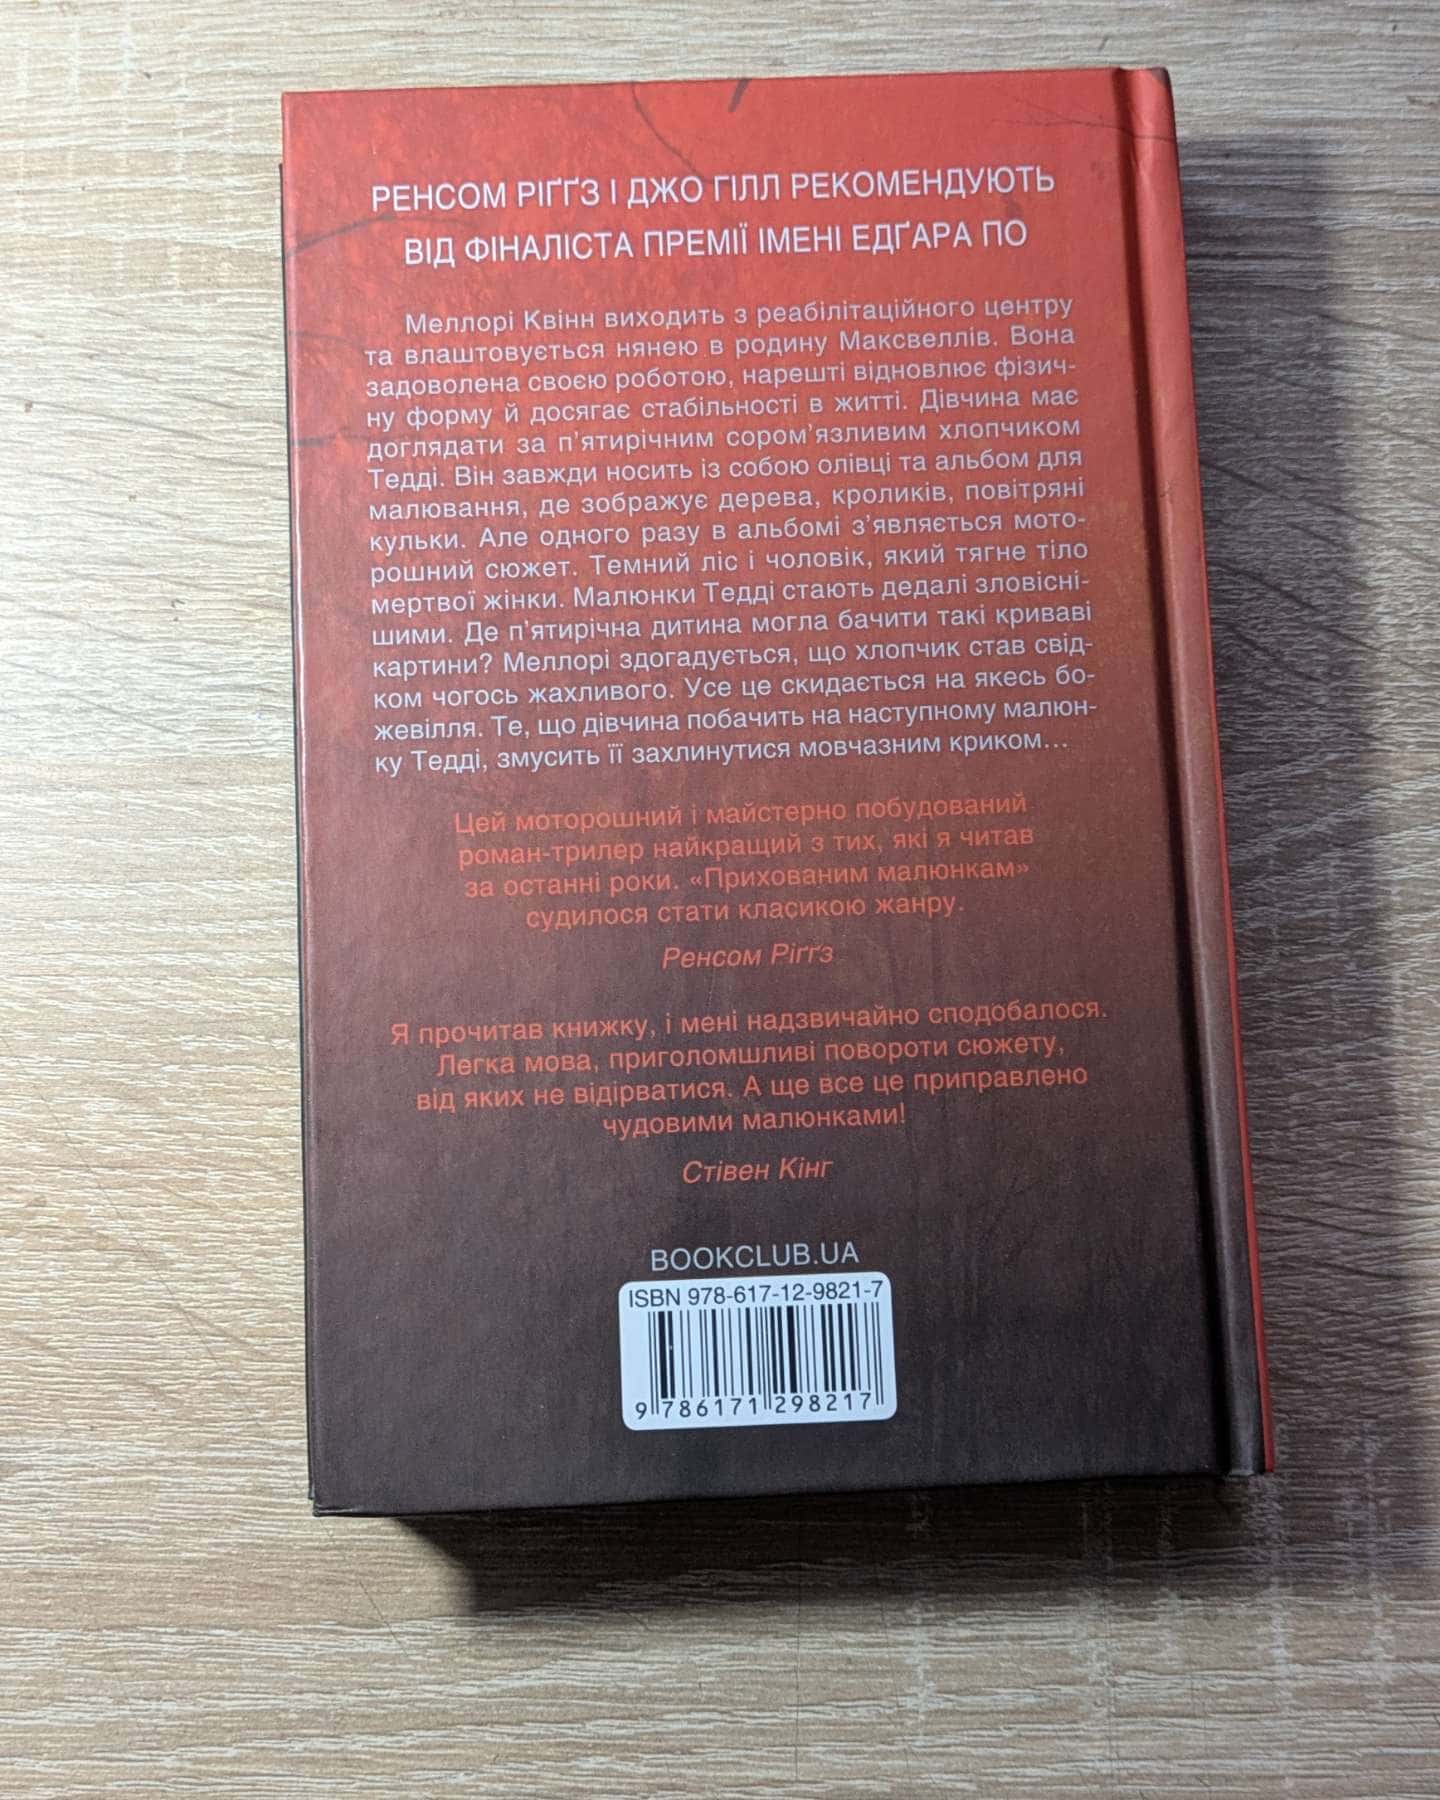 РЕНСОМ РІҐҐЗ І ДЖО ГІЛЛ РЕКОМЕНДУЮТЬ
ВІД ФІНАЛІСТА ПРЕМІЇ ІМЕНІ ЕДҐАРА ПО
Меллорі Квінн виходить з реабілітаційного центру
та влаштовується нянею в родину Максвеллів. Вона
задоволена своєю роботою, нарешті відновлює фізич-
ну форму й досягає стабільності в житті. Дівчина має
доглядати за п'ятирічним сором'язливим хлопчиком
Тедді. Він завжди носить із собою олівці та альбом для
малювання, де зображує дерева, кроликів, повітряні
кульки. Але одного разу в альбомі з'являється мото-
рошний сюжет. Темний ліс і чоловік, який тягне тіло
мертвої жінки. Малюнки Тедді стають дедалі зловісні-
шими. Де п'ятирічна дитина могла бачити такі криваві
картини? Меллорі здогадується, що хлопчик став свід-
ком чогось жахливого. Усе це скидається на якесь бо-
жевілля. Те, що дівчина побачить на наступному малюн-
ку Тедді, змусить її захлинутися мовчазним криком...
Цей моторошний і майстерно побудований
роман-трилер найкращий з тих, які я читав
за останні роки. «Прихованим малюнкам»
судилося стати класикою жанру.
Ренсом Ріґґз
Я прочитав книжку, і мені надзвичайно сподобалося.
Легка мова, приголомшливі повороти сюжету,
від яких не відірватися. А ще все це приправлено
чудовими малюнками!
Стівен Кінг
BOOKCLUB.UA
ISBN 978-617-12-9821-7
9 786171 298217